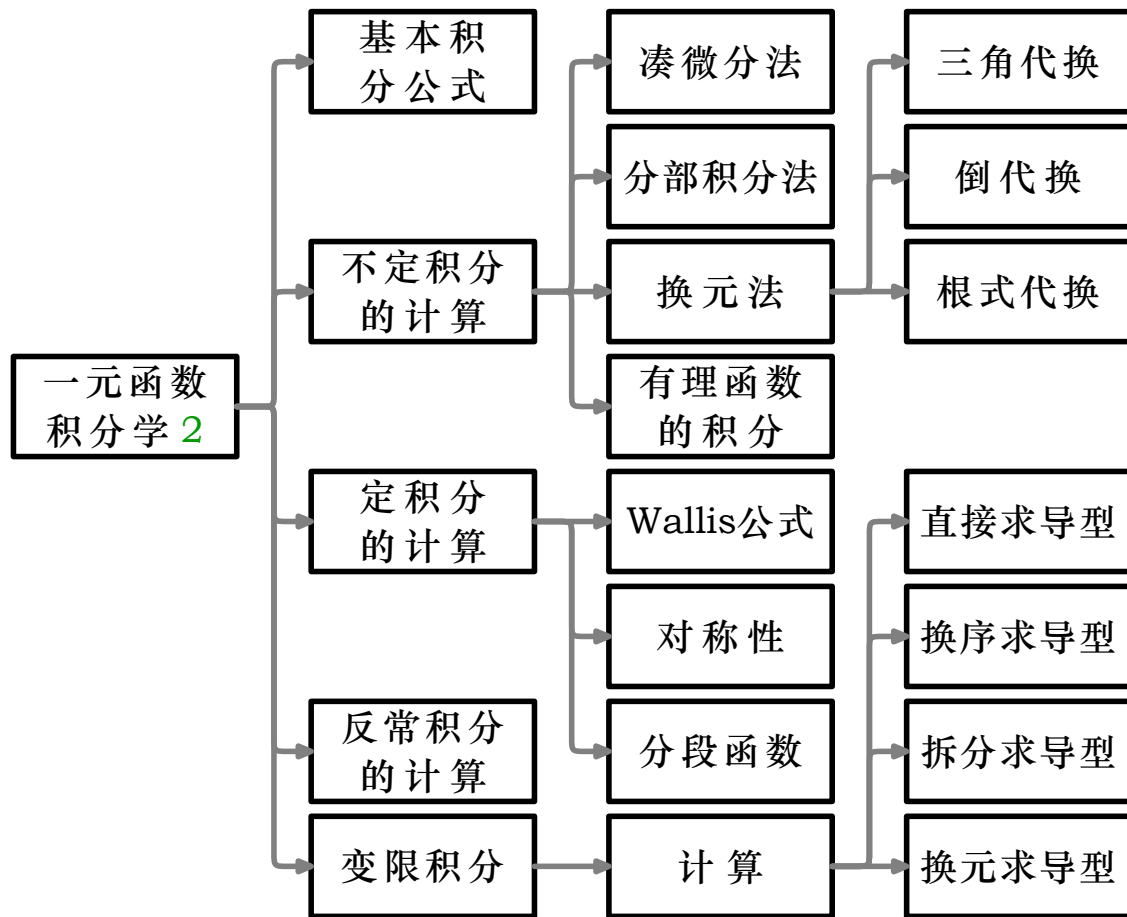 基本积
分公式
凑微分法
三角代换
分部积分法
倒代换
不定积分
的计算
换元法
根式代换
一元函数
积分学2
有理函数
的积分
定积分
的计算
Wallis公式
直接求导型
对称性
换序求导型
反常积分
的计算
分段函数
拆分求导型
变限积分
计算
换元求导型